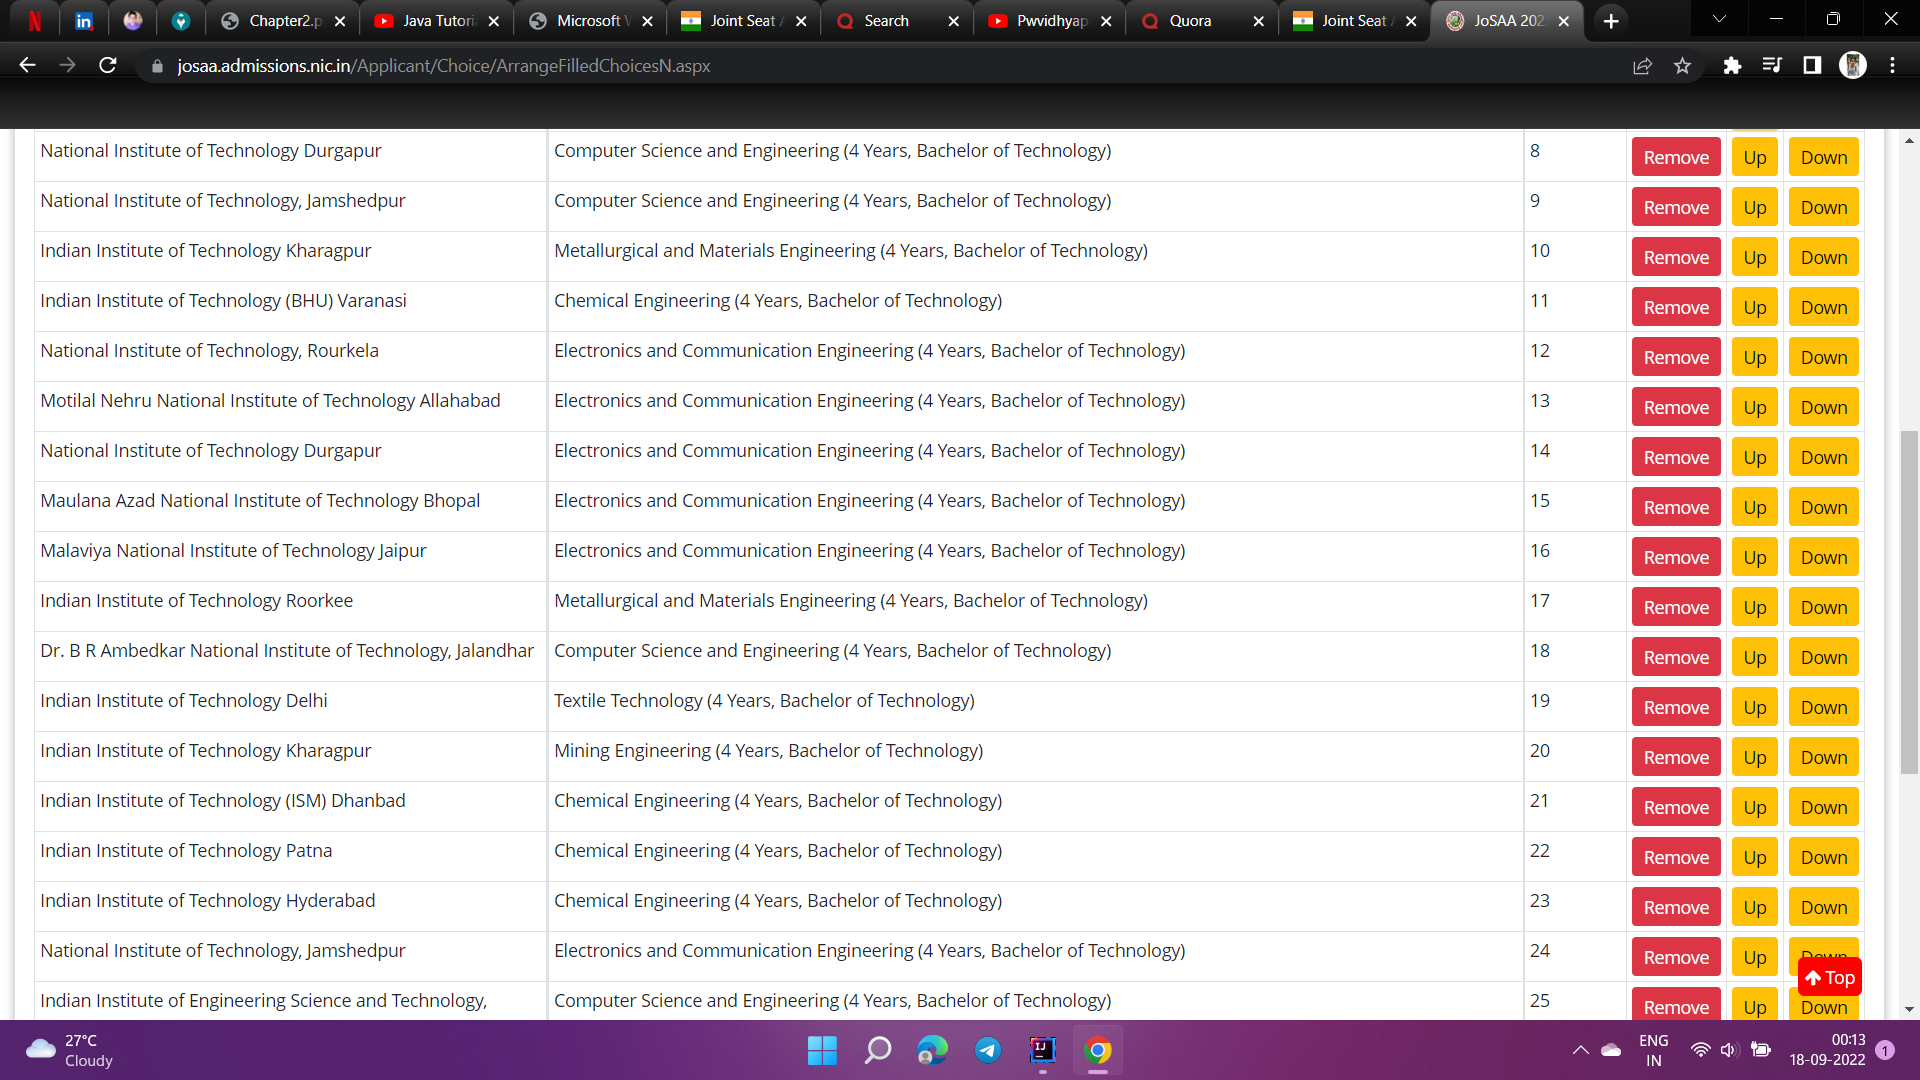 Chapter2.p
Java Tutori
Microsoft
Joint Seat A
Search
Pwvidhyap
Quora
Joint Seat A
JoSAA 202
josaa.admissions.nic.in/Applicant/Choice/ArrangeFilledChoicesN.aspx
National Institute of Technology Durgapur Computer Science and Engineering (4 Years, Bachelor of Technology) 8 Remove Up Down
National Institute of Technology, Jamshedpur Computer Science and Engineering (4 Years, Bachelor of Technology) 9 Remove Up Down
Indian Institute of Technology Kharagpur Metallurgical and Materials Engineering (4 Years, Bachelor of Technology) 10 Remove Up Down
Indian Institute of Technology (BHU) Varanasi Chemical Engineering (4 Years, Bachelor of Technology) 11 Remove Up Down
National Institute of Technology, Rourkela Electronics and Communication Engineering (4 Years, Bachelor of Technology) 12 Remove Up Down
Motilal Nehru National Institute of Technology Allahabad Electronics and Communication Engineering (4 Years, Bachelor of Technology) 13 Remove Up Down
National Institute of Technology Durgapur Electronics and Communication Engineering (4 Years, Bachelor of Technology) 14 Remove Up Down
Maulana Azad National Institute of Technology Bhopal Electronics and Communication Engineering (4 Years, Bachelor of Technology) 15 Remove Up Down
Malaviya National Institute of Technology Jaipur Electronics and Communication Engineering (4 Years, Bachelor of Technology) 16 Remove Up Down
Indian Institute of Technology Roorkee Metallurgical and Materials Engineering (4 Years, Bachelor of Technology) 17 Remove Up Down
Dr. B R Ambedkar National Institute of Technology, Jalandhar Computer Science and Engineering (4 Years, Bachelor of Technology) 18 Remove Up Down
Indian Institute of Technology Delhi Textile Technology (4 Years, Bachelor of Technology) 19 Remove Up Down
Indian Institute of Technology Kharagpur Mining Engineering (4 Years, Bachelor of Technology) 20 Remove Up Down
Indian Institute of Technology (ISM) Dhanbad Chemical Engineering (4 Years, Bachelor of Technology) 21 Remove Up Down
Indian Institute of Technology Patna Chemical Engineering (4 Years, Bachelor of Technology) 22 Remove Up Down
Indian Institute of Technology Hyderabad Chemical Engineering (4 Years, Bachelor of Technology) 23 Remove Up Down
National Institute of Technology, Jamshedpur Electronics and Communication Engineering (4 Years, Bachelor of Technology) 24 Remove Up Down
Top
Indian Institute of Engineering Science and Technology, Computer Science and Engineering (4 Years, Bachelor of Technology) 25 Remove Up Down
27°C
Cloudy
ENG
IN
00:13
18-09-2022
1